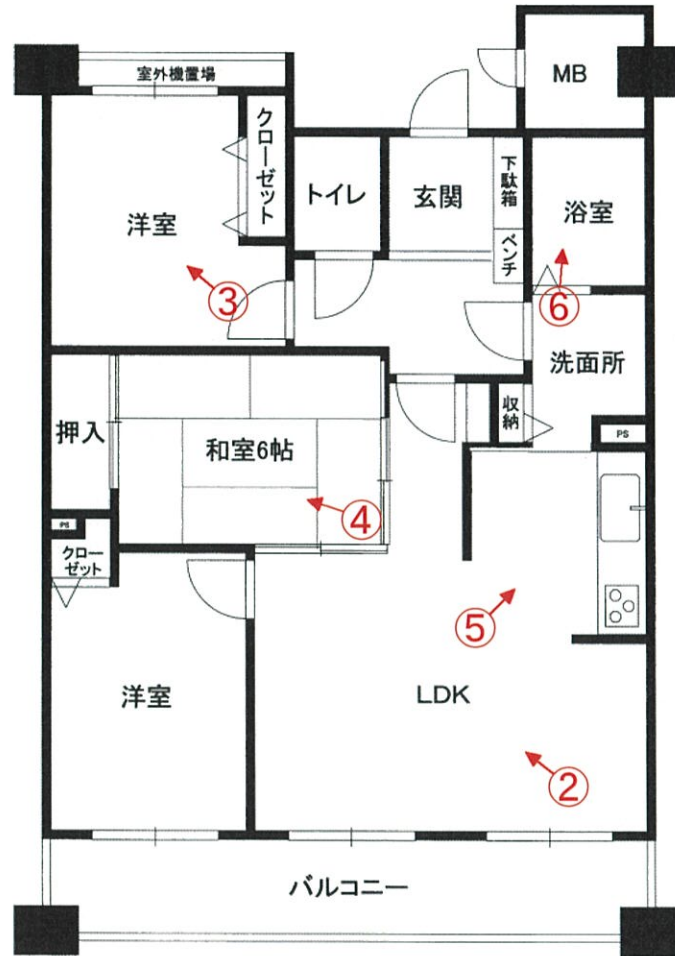 室外機置場
MB
クローゼット
洋室
トイレ
玄関
下駄箱
ベンチ
浴室
③
⑥
洗面所
押入
和室6帖
収納
PS
④
PS
クロー
ゼット
⑤
洋室
LDK
②
バルコニー